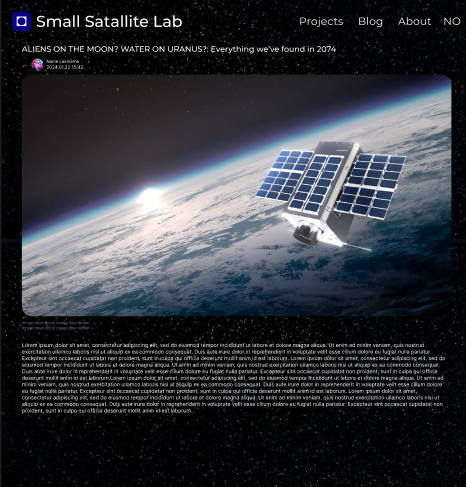 Small Satallite Lab
Projects Blog About NO
ALIENS ON THE MOON? WATER ON URANUS?: Everything we've found in 2074
Name Lastname
2024.01.22 15:42
Lorem ipsum dolor sit amet, consectetur adipiscing elit, sed do eiusmod tempor incididunt ut labore et dolore magna aliqua. Ut enim ad minim veniam, quis nostrud
exercitation ullamco laboris nisi ut aliquip ex ea commodo consequat. Duis aute irure dolor in reprehenderit in voluptate velit esse cillum dolore eu fugiat nulla pariatur.
Excepteur sint occaecat cupidatat non proident, sunt in culpa qui officia deserunt mollit anim id est laborum. Lorem ipsum dolor sit amet, consectetur adipiscing elit, sed
do eiusmod tempor incididunt ut labore et dolore magna aliqua. Ut enim ad minim veniam, quis nostrud exercitation ullamco laboris nisi ut aliquip ex ea commodo consequat.
Duis aute irure dolor in reprehenderit in voluptate velit esse cillum dolore eu fugiat nulla pariatur. Excepteur sint occaecat cupidatat non proident, sunt in culpa qui officia
deserunt mollit anim id est laborum. Lorem ipsum dolor sit amet, consectetur adipiscing elit, sed do eiusmod tempor incididunt ut labore et dolore magna aliqua. Ut enim ad
minim veniam, quis nostrud exercitation ullamco laboris nisi ut aliquip ex ea commodo consequat. Duis aute irure dolor in reprehenderit in voluptate velit esse cillum dolore
eu fugiat nulla pariatur. Excepteur sint occaecat cupidatat non proident, sunt in culpa qui officia deserunt mollit anim id est laborum. Lorem ipsum dolor sit amet,
consectetur adipiscing elit, sed do eiusmod tempor incididunt ut labore et dolore magna aliqua. Ut enim ad minim veniam, quis nostrud exercitation ullamco laboris nisi ut
aliquip ex ea commodo consequat. Duis aute irure dolor in reprehenderit in voluptate velit esse cillum dolore eu fugiat nulla pariatur. Excepteur sint occaecat cupidatat non
proident, sunt in culpa qui officia deserunt mollit anim id est laborum.